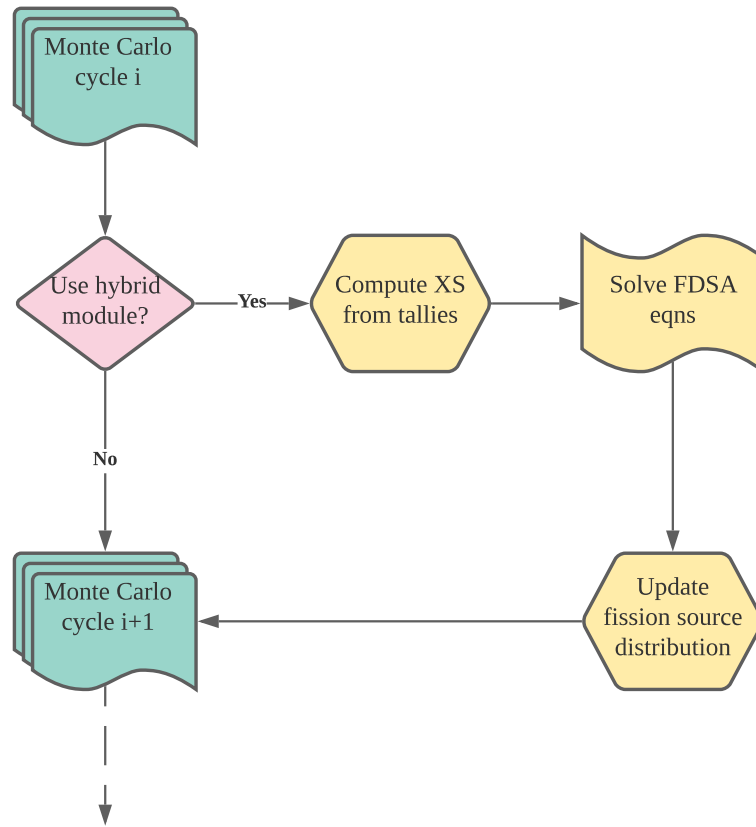 Monte Carlo
cycle i
Use hybrid
module?
Yes
Compute XS
from tallies
Solve FDSA
eqns
No
Monte Carlo
cycle i+1
Update
fission source
distribution